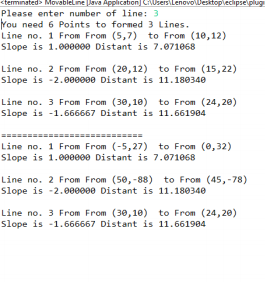 <terminated> MovableLine [Java Application] C:\Users\Lenovo\Desktop\eclipse\plugi
Please enter number of line: 3
You need 6 Points to formed 3 Lines.
Line no. 1 From From (5,7)  to From (10,12)
Slope is 1.000000 Distant is 7.071068
Line no. 2 From From (20,12)  to From (15,22)
Slope is -2.000000 Distant is 11.180340
Line no. 3 From From (30,10)  to From (24,20)
Slope is -1.666667 Distant is 11.661904
===========================
Line no. 1 From From (-5,27)  to From (0,32)
Slope is 1.000000 Distant is 7.071068
Line no. 2 From From (50,-88)  to From (45,-78)
Slope is -2.000000 Distant is 11.180340
Line no. 3 From From (30,10)  to From (24,20)
Slope is -1.666667 Distant is 11.661904